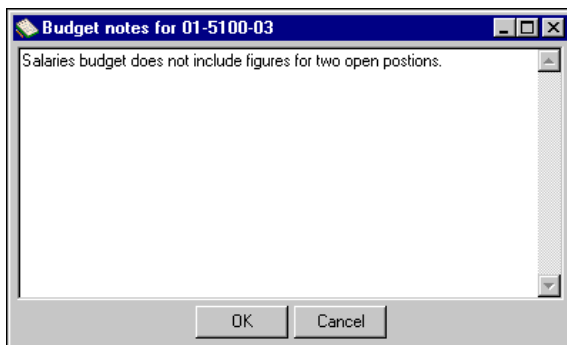 Budget notes for 01-5100-03
Salaries budget does not include figures for two open postions.
OK Cancel